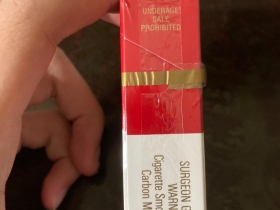 UNDERAGE
SALE
PROHIBITED
SURGEON G
WARN
Cigarette Smo
Carbon M